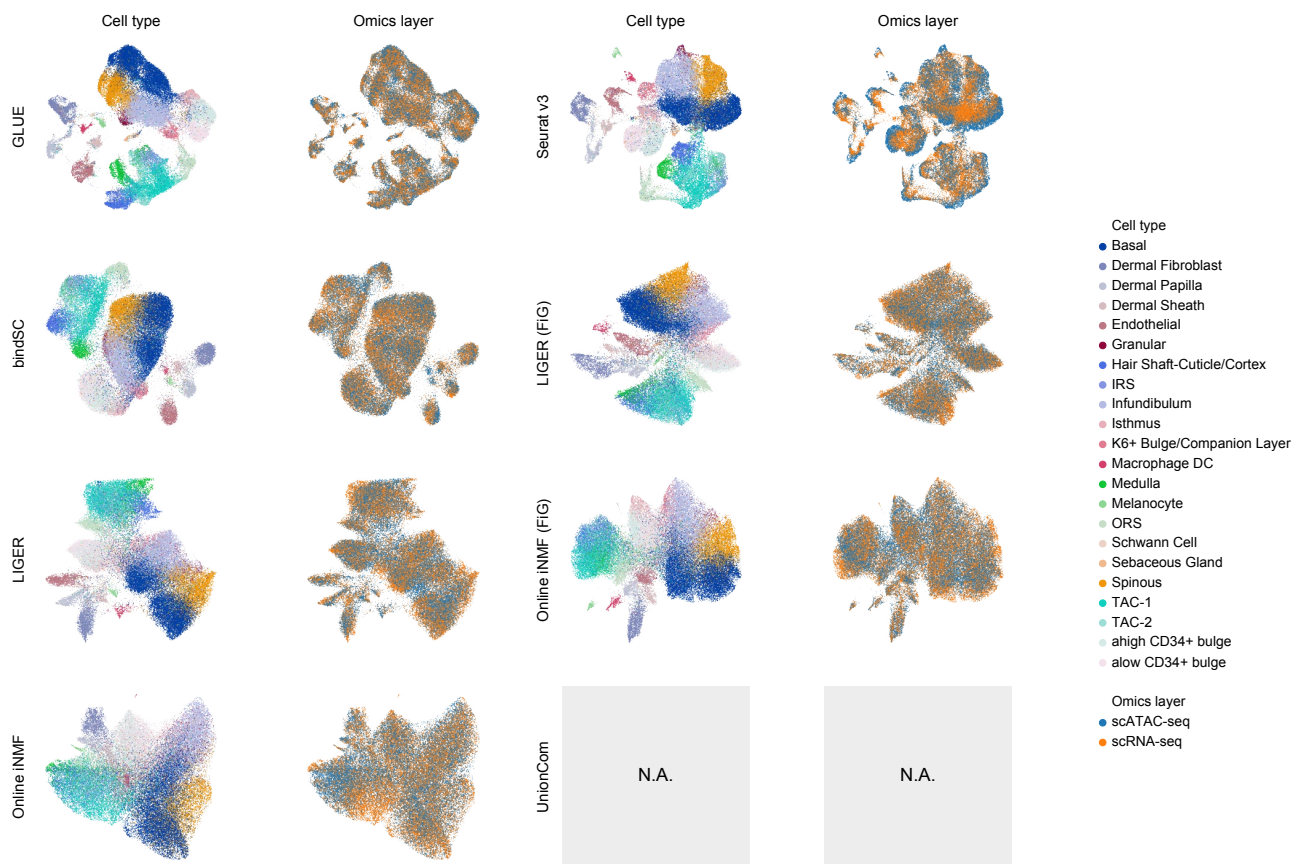 Cell type
Omics layer
Cell type
Omics layer
GLUE
Seurat v3
bindSC
LIGER (FiG)
LIGER
Online iNMF (FiG)
Online iNMF
UnionCom
N.A.
N.A.
Cell type
Basal
Dermal Fibroblast
Dermal Papilla
Dermal Sheath
Endothelial
Granular
Hair Shaft-Cuticle/Cortex
IRS
Infundibulum
Isthmus
K6+ Bulge/Companion Layer
Macrophage DC
Medulla
Melanocyte
ORS
Schwann Cell
Sebaceous Gland
Spinous
TAC-1
TAC-2
ahigh CD34+ bulge
alow CD34+ bulge
Omics layer
scATAC-seq
scRNA-seq